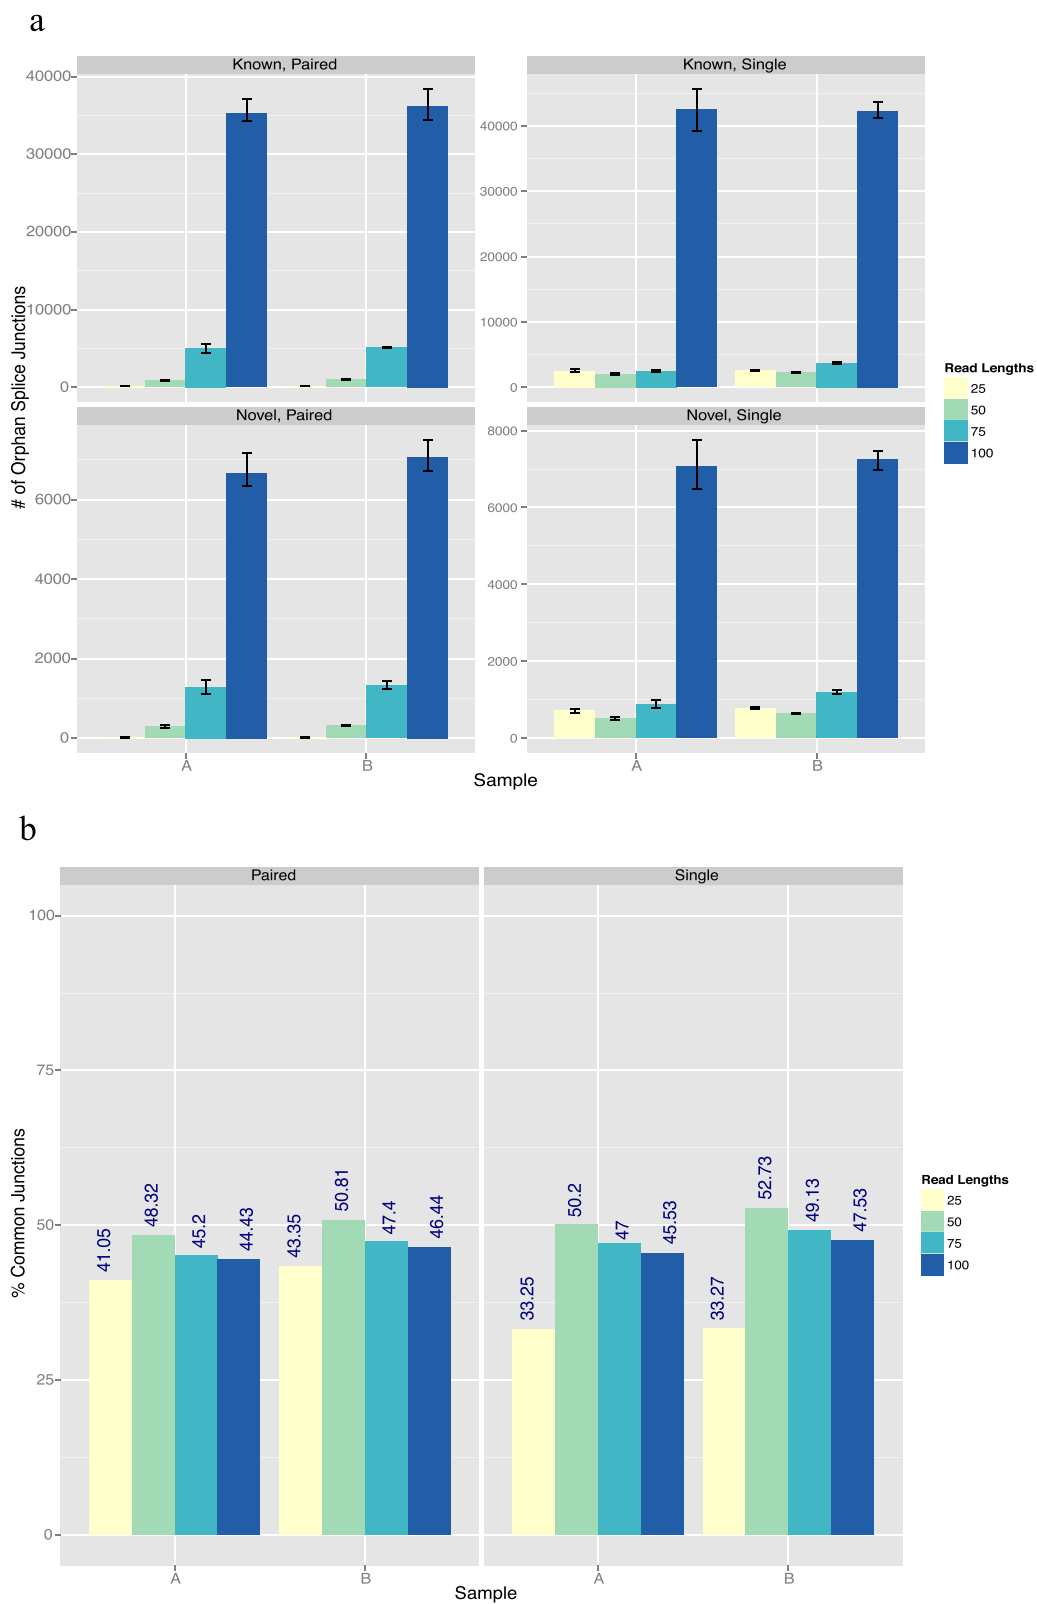 a
Known, Paired
Known, Single
40000
30000
20000
10000
0
40000
30000
20000
10000
0
# of Orphan Splice Junctions
Novel, Paired
Novel, Single
6000
4000
2000
0
8000
6000
4000
2000
0
A
B
A
B
Sample
Read Lengths
25
50
75
100
b
Paired
Single
100
75
50
25
0
% Common Junctions
41.05
48.32
45.2
44.43
43.35
50.81
47.4
46.44
33.25
50.2
47
45.53
33.27
52.73
49.13
47.53
A
B
A
B
Sample
Read Lengths
25
50
75
100